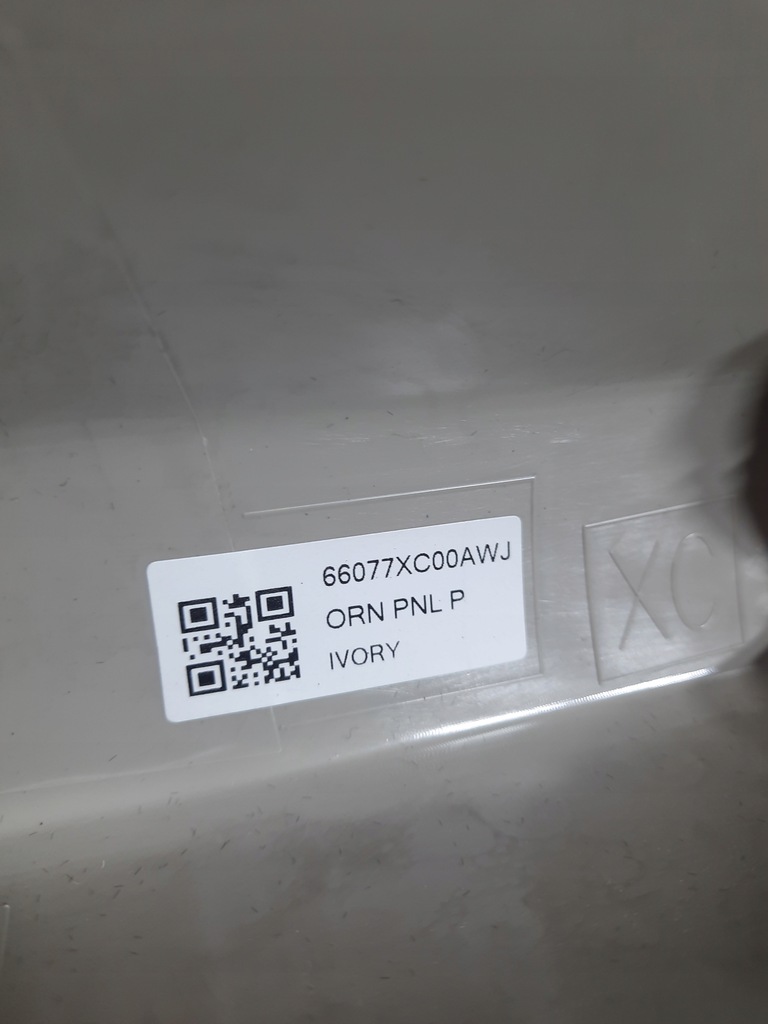 66077XC00AWJ
ORN PNL P
IVORY
XC